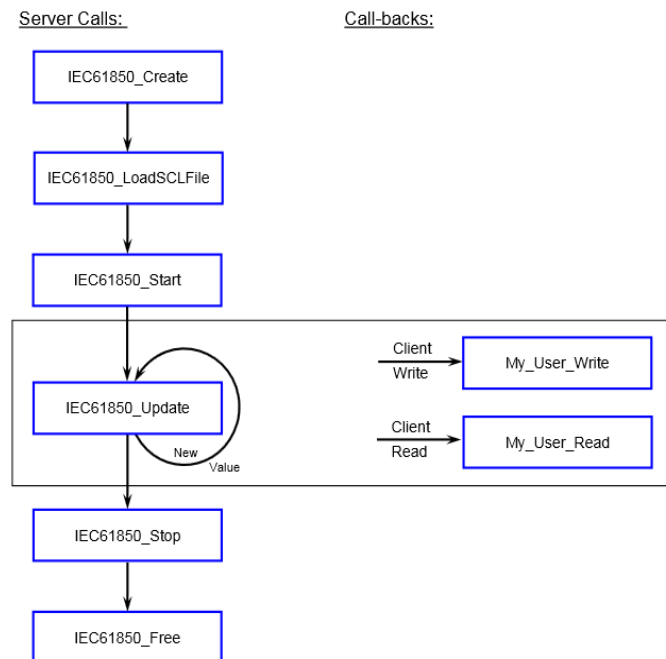 Server Calls:
Call-backs:
IEC61850_Create
IEC61850_LoadSCLFile
IEC61850_Start
Client
Write
My_User_Write
IEC61850_Update
New
Value
Client
Read
My_User_Read
IEC61850_Stop
IEC61850_Free